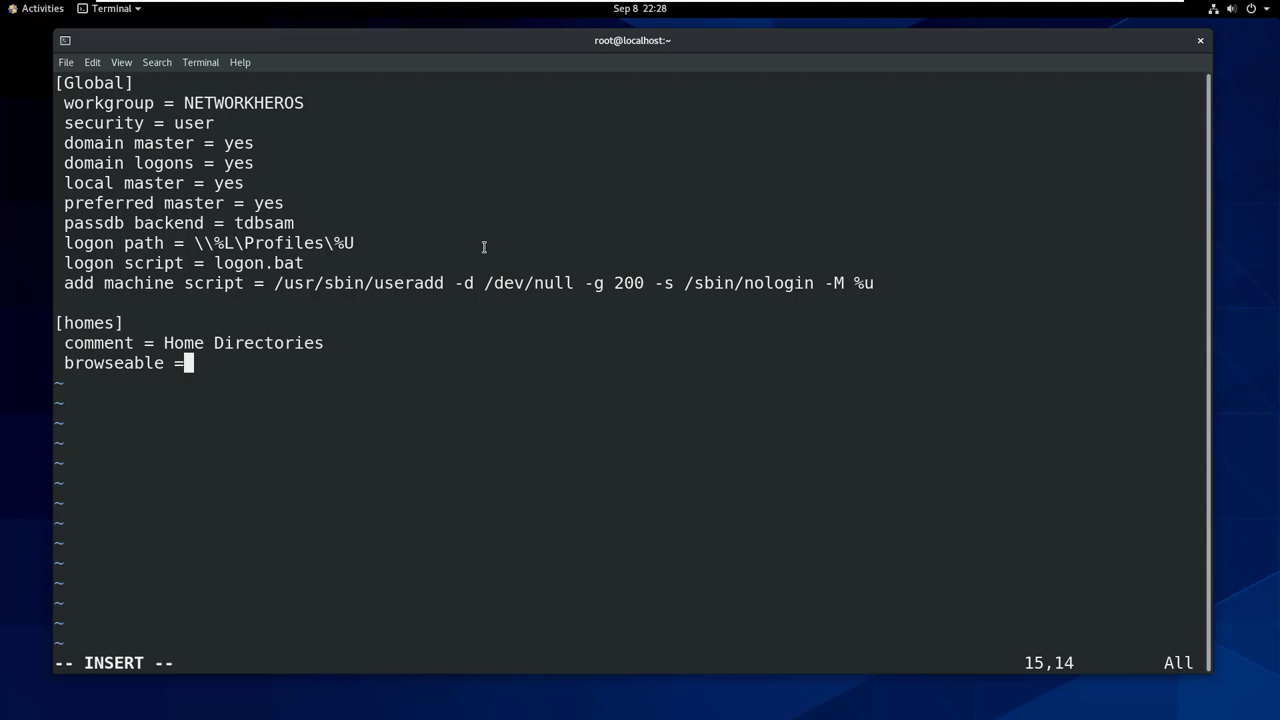 Activities Terminal Sep 8 22:28
root@localhost:~ ×
File Edit View Search Terminal Help
[Global]
workgroup = NETWORKHEROS
security = user
domain master = yes
domain logons = yes
local master = yes
preferred master = yes
passdb backend = tdbsam
logon path = \\%L\Profiles\%U
logon script = logon.bat
add machine script = /usr/sbin/useradd -d /dev/null -g 200 -s /sbin/nologin -M %u
[homes]
comment = Home Directories
browseable =
~
~
~
~
~
~
~
~
~
~
~
~
~
~
-- INSERT -- 15,14 All